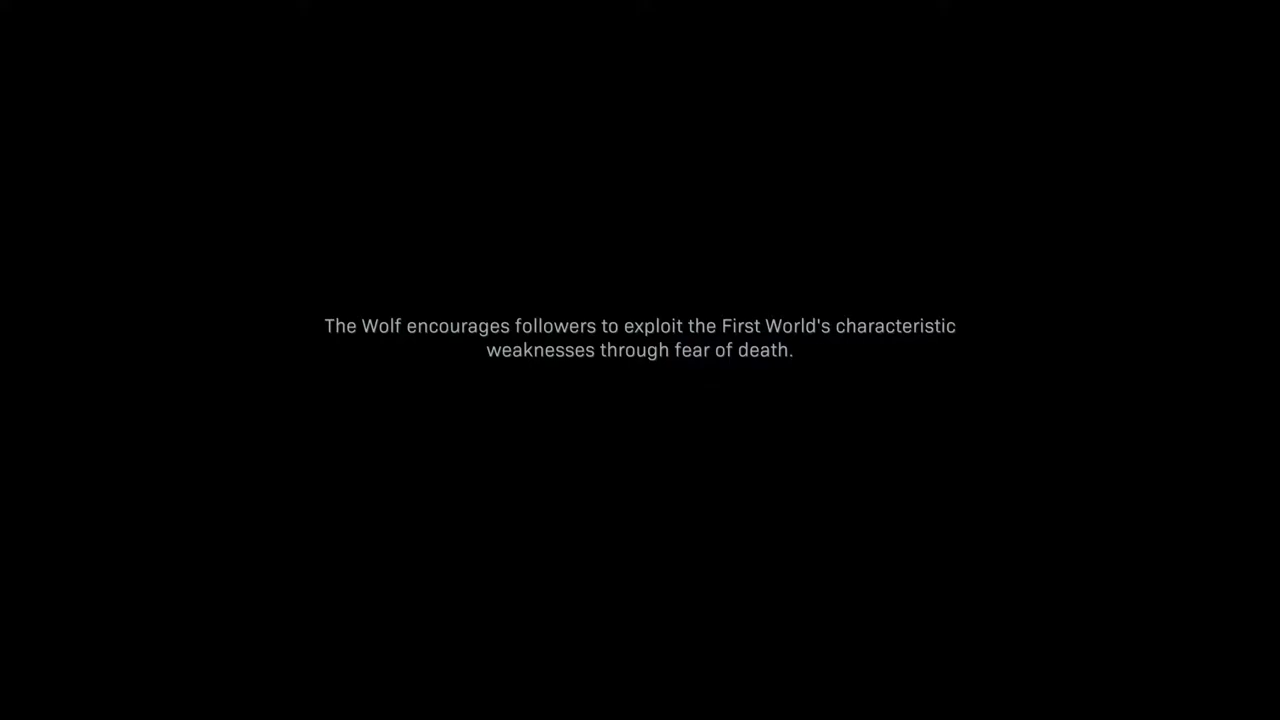 The Wolf encourages followers to exploit the First World's characteristic
weaknesses through fear of death.